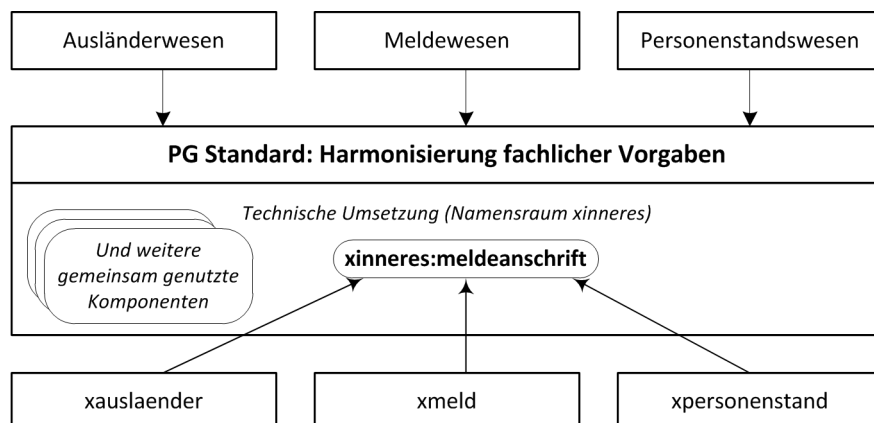 Ausländerwesen
Meldewesen
Personenstandswesen
PG Standard: Harmonisierung fachlicher Vorgaben
Technische Umsetzung (Namensraum xinneres)
Und weitere
gemeinsam genutzte
Komponenten
xinneres:meldeanschrift
xauslaender
xmeld
xpersonenstand